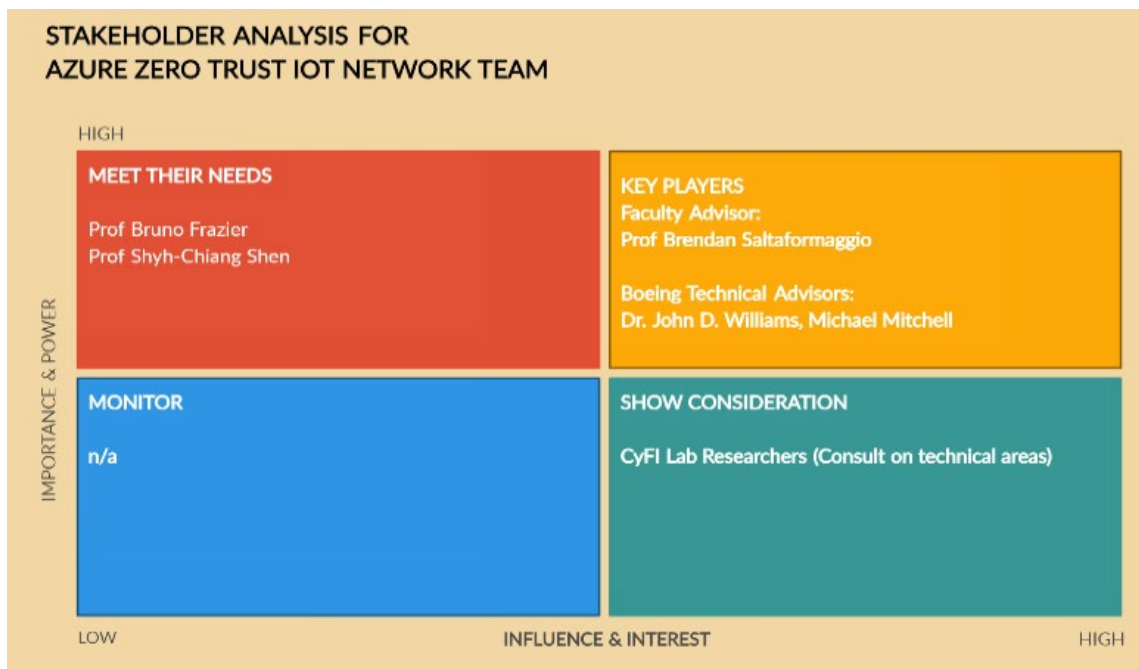 STAKEHOLDER ANALYSIS FOR
AZURE ZERO TRUST IOT NETWORK TEAM
HIGH
MEET THEIR NEEDS
Prof Bruno Frazier
Prof Shyh-Chiang Shen
KEY PLAYERS
Faculty Advisor:
Prof Brendan Saltaformaggio
Boeing Technical Advisors:
Dr. John D. Williams, Michael Mitchell
IMPORTANCE & POWER
MONITOR
n/a
SHOW CONSIDERATION
CyFI Lab Researchers (Consult on technical areas)
LOW
INFLUENCE & INTEREST
HIGH